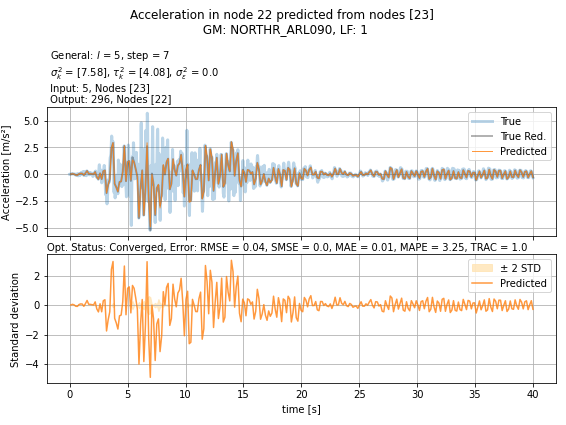 Acceleration in node 22 predicted from nodes [23]
GM: NORTHR_ARL090, LF: 1
General: l = 5, step = 7
σ²ₖ = [7.58], τ²ₖ = [4.08], σ²ε = 0.0
Input: 5, Nodes [23]
Output: 296, Nodes [22]
Acceleration [m/s²]
5.0
2.5
0.0
−2.5
−5.0
True
True Red.
Predicted
Opt. Status: Converged, Error: RMSE = 0.04, SMSE = 0.0, MAE = 0.01, MAPE = 3.25, TRAC = 1.0
Standard deviation
2
0
−2
−4
± 2 STD
Predicted
0 5 10 15 20 25 30 35 40
time [s]